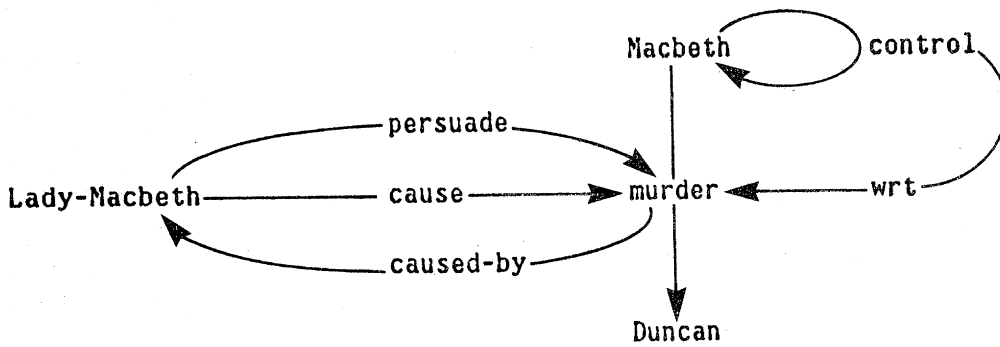 Macbeth control
persuade
Lady-Macbeth cause murder wrt
caused-by
Duncan